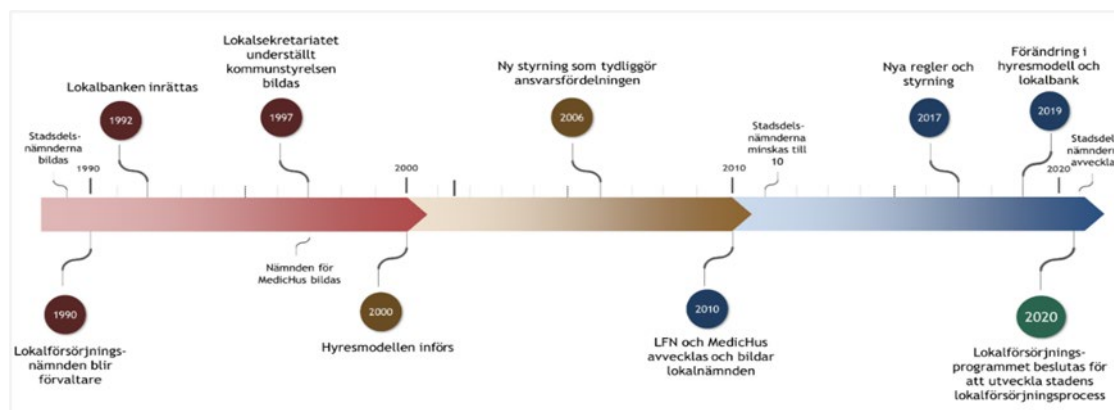 Lokalsekretariatet
underställt
kommunstyrelsen
bildas
Lokalbanken inrättas
1992
1997
Ny styrning som tydliggör
ansvarsfördelningen
2006
Nya regler och
styrning
2017
Förändring i
hyresmodell och
lokalbank
2019
Stadsdels-
nämnderna
bildas
1990
2000
Stadsdels-
nämnderna
minskas till
10
2010
2020
Stadsdel
nämndern
avveckla
Nämnden för
MedicHus bildas
1990
Lokalförsörjnings-
nämnden blir
förvaltare
2000
Hyresmodellen införs
2010
LFN och MedicHus
avvecklas och bildar
lokalnämnden
2020
Lokalförsörjnings-
programmet beslutas för
att utveckla stadens
lokalförsörjningsprocess